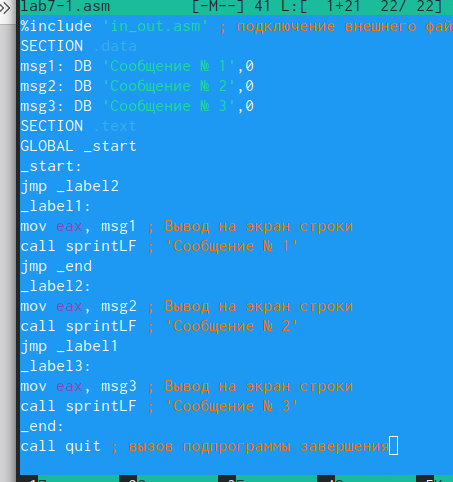 lab7-1.asm [-M--] 41 L:[ 1+21 22/ 22]
%include 'in_out.asm' ; подключение внешнего фай
SECTION .data
msg1: DB 'Сообщение № 1',0
msg2: DB 'Сообщение № 2',0
msg3: DB 'Сообщение № 3',0
SECTION .text
GLOBAL _start
_start:
jmp _label2
_label1:
mov eax, msg1 ; Вывод на экран строки
call sprintLF ; 'Сообщение № 1'
jmp _end
_label2:
mov eax, msg2 ; Вывод на экран строки
call sprintLF ; 'Сообщение № 2'
jmp _label1
_label3:
mov eax, msg3 ; Вывод на экран строки
call sprintLF ; 'Сообщение № 3'
_end:
call quit ; вызов подпрограммы завершения